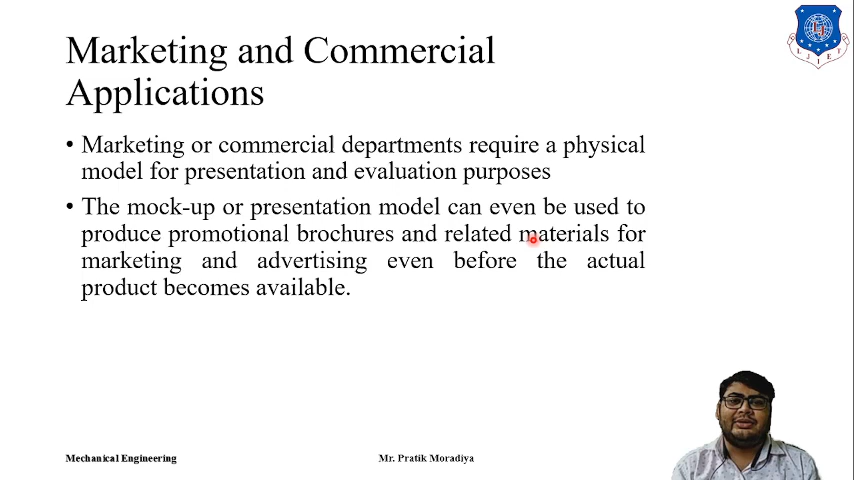 Marketing and Commercial
Applications
• Marketing or commercial departments require a physical
model for presentation and evaluation purposes
• The mock-up or presentation model can even be used to
produce promotional brochures and related materials for
marketing and advertising even before the actual
product becomes available.
Mechanical Engineering
Mr. Pratik Moradiya
LJIET